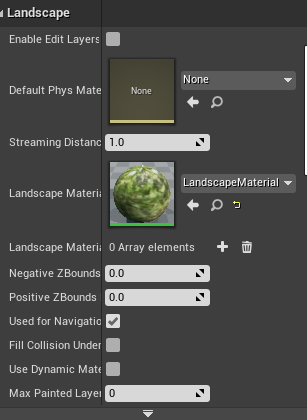 Landscape
Enable Edit Layers
Default Phys Mate
None
None
Streaming Distanc
1.0
Landscape Materia
LandscapeMaterial
Landscape Materia
0 Array elements
Negative ZBounds
0.0
Positive ZBounds
0.0
Used for Navigatio
Fill Collision Under
Use Dynamic Mate
Max Painted Layer
0